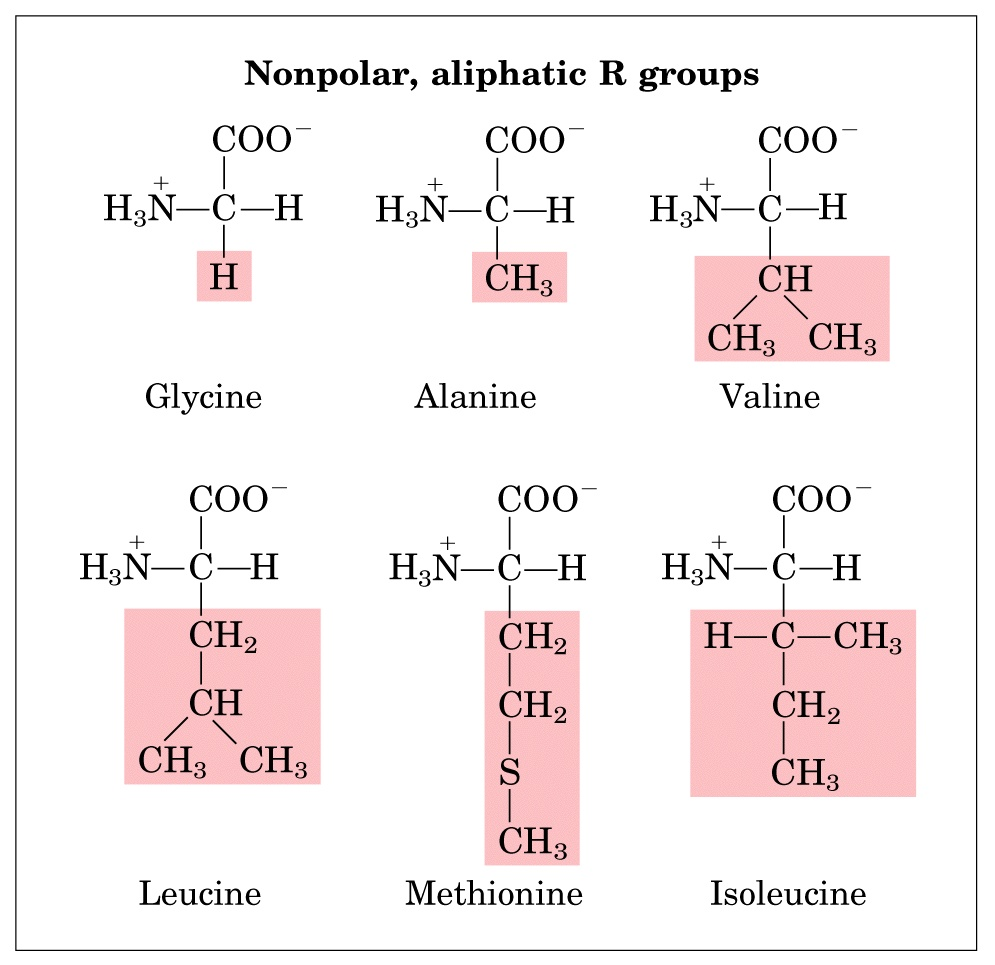 Nonpolar, aliphatic R groups
COO⁻ COO⁻ COO⁻
H₃N⁺—C—H H₃N⁺—C—H H₃N⁺—C—H
H CH₃ CH
CH₃ CH₃
Glycine Alanine Valine
COO⁻ COO⁻ COO⁻
H₃N⁺—C—H H₃N⁺—C—H H₃N⁺—C—H
CH₂ CH₂ H—C—CH₃
CH CH₂ CH₂
CH₃ CH₃ S CH₃
CH₃
Leucine Methionine Isoleucine